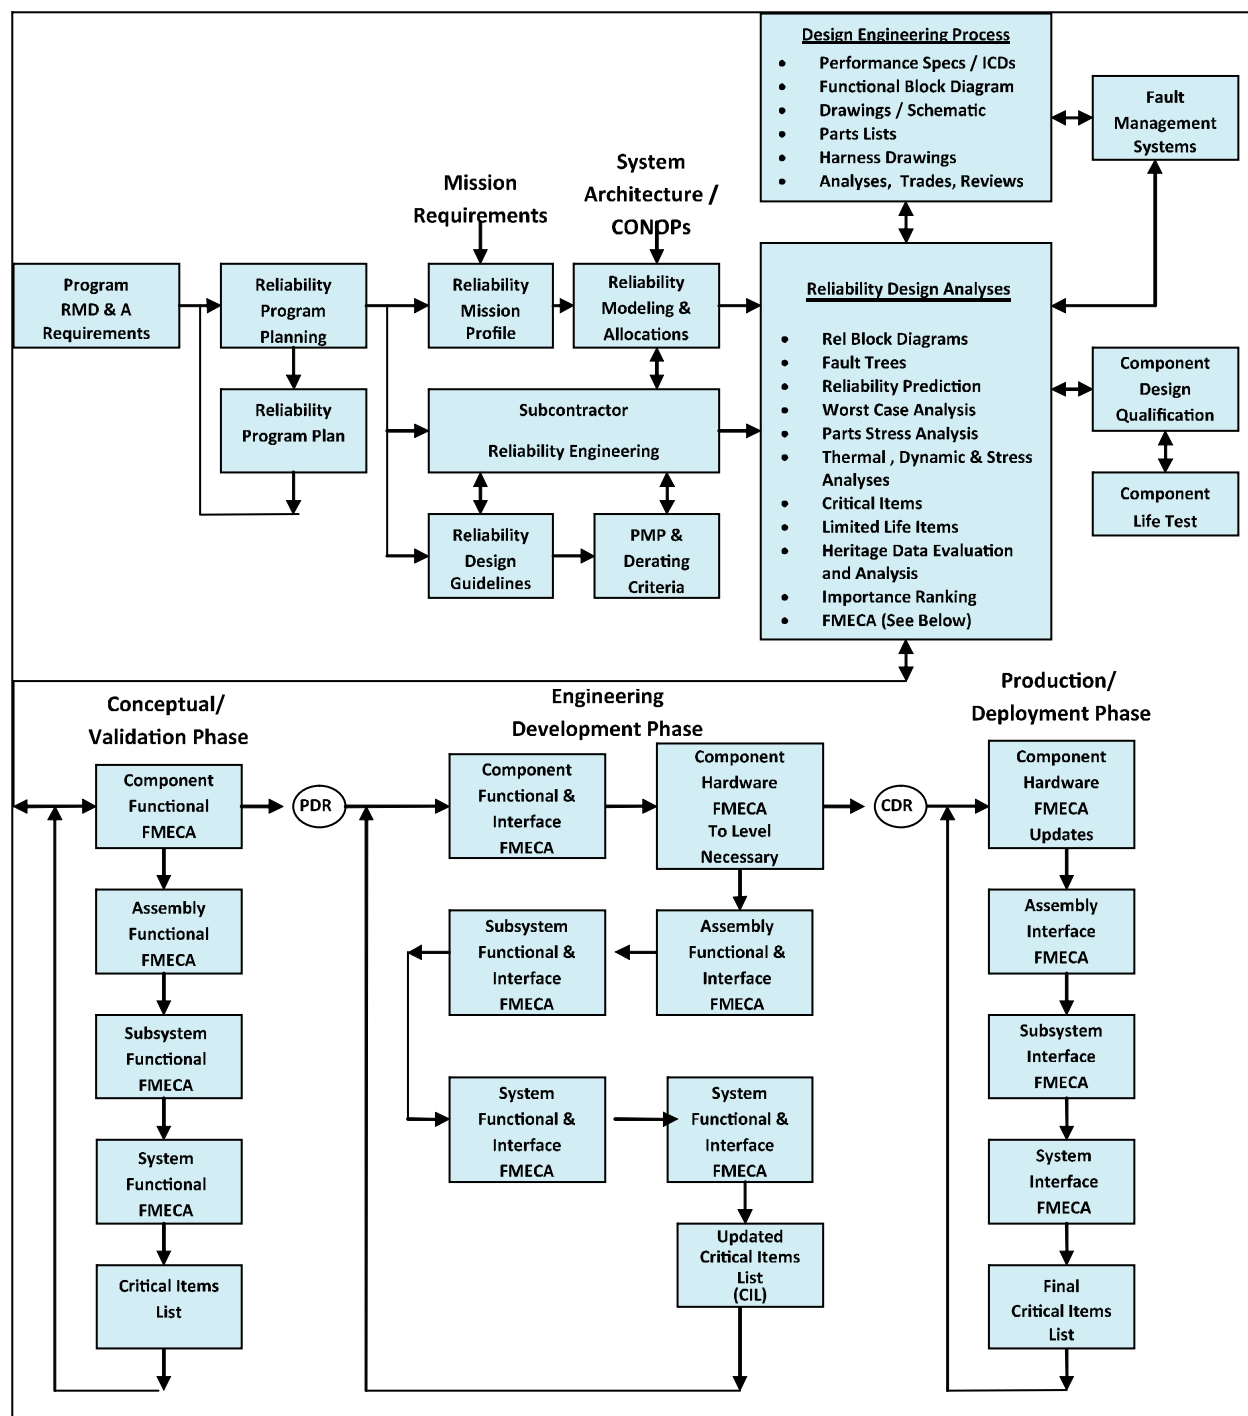 Design Engineering Process
• Performance Specs / ICDs
• Functional Block Diagram
• Drawings / Schematic
• Parts Lists
• Harness Drawings
• Analyses, Trades, Reviews
Fault
Management
Systems
Mission
Requirements
System
Architecture /
CONOPs
Program
RMD & A
Requirements
Reliability
Program
Planning
Reliability
Mission
Profile
Reliability
Modeling &
Allocations
Reliability
Program Plan
Subcontractor
Reliability Engineering
Reliability
Design
Guidelines
PMP &
Derating
Criteria
Reliability Design Analyses
• Rel Block Diagrams
• Fault Trees
• Reliability Prediction
• Worst Case Analysis
• Parts Stress Analysis
• Thermal , Dynamic & Stress
Analyses
• Critical Items
• Limited Life Items
• Heritage Data Evaluation
and Analysis
• Importance Ranking
• FMECA (See Below)
Component
Design
Qualification
Component
Life Test
Conceptual/
Validation Phase
Component
Functional
FMECA
Assembly
Functional
FMECA
Subsystem
Functional
FMECA
System
Functional
FMECA
Critical Items
List
PDR
Engineering
Development Phase
Component
Functional &
Interface
FMECA
Component
Hardware
FMECA
To Level
Necessary
Subsystem
Functional &
Interface
FMECA
Assembly
Functional &
Interface
FMECA
System
Functional &
Interface
FMECA
System
Functional &
Interface
FMECA
Updated
Critical Items
List
(CIL)
CDR
Production/
Deployment Phase
Component
Hardware
FMECA
Updates
Assembly
Interface
FMECA
Subsystem
Interface
FMECA
System
Interface
FMECA
Final
Critical Items
List